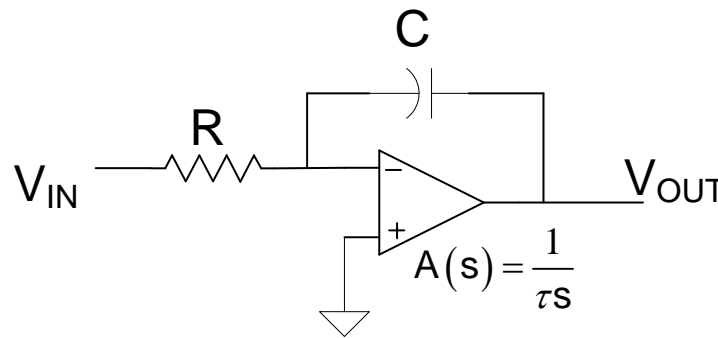 C
R
V_IN
V_OUT
−
+
A(s) = 1/τs